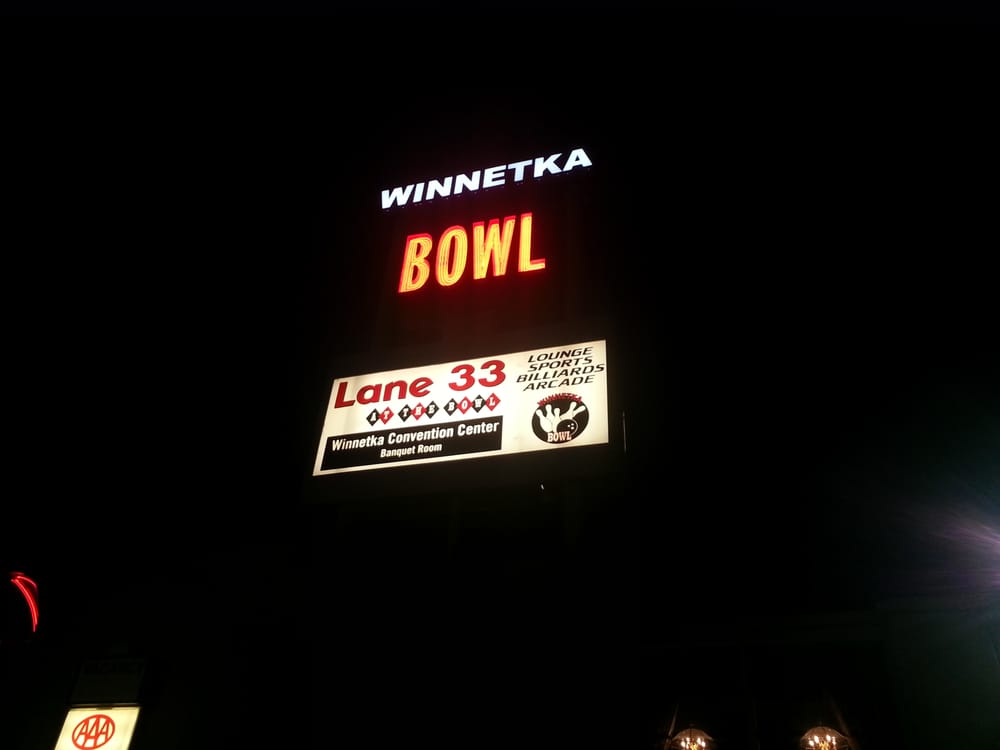 WINNETKA
BOWL
Lane 33
AT THE BOWL
Winnetka Convention Center
Banquet Room
LOUNGE
SPORTS
BILLIARDS
ARCADE
WINNETKA
BOWL
VACANCY
AAA